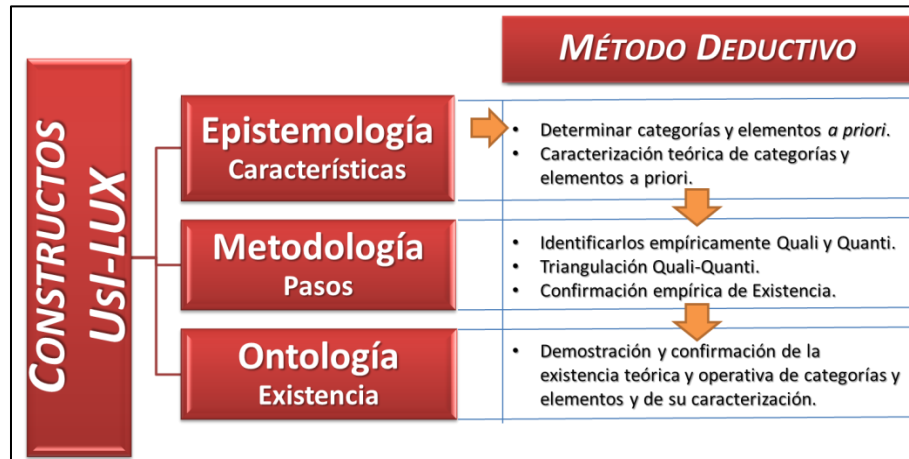 CONSTRUCTOS
UsI-LUX
MÉTODO DEDUCTIVO
Epistemología
Características
• Determinar categorías y elementos a priori.
• Caracterización teórica de categorías y
elementos a priori.
Metodología
Pasos
• Identificarlos empíricamente Quali y Quanti.
• Triangulación Quali-Quanti.
• Confirmación empírica de Existencia.
Ontología
Existencia
• Demostración y confirmación de la
existencia teórica y operativa de categorías y
elementos y de su caracterización.